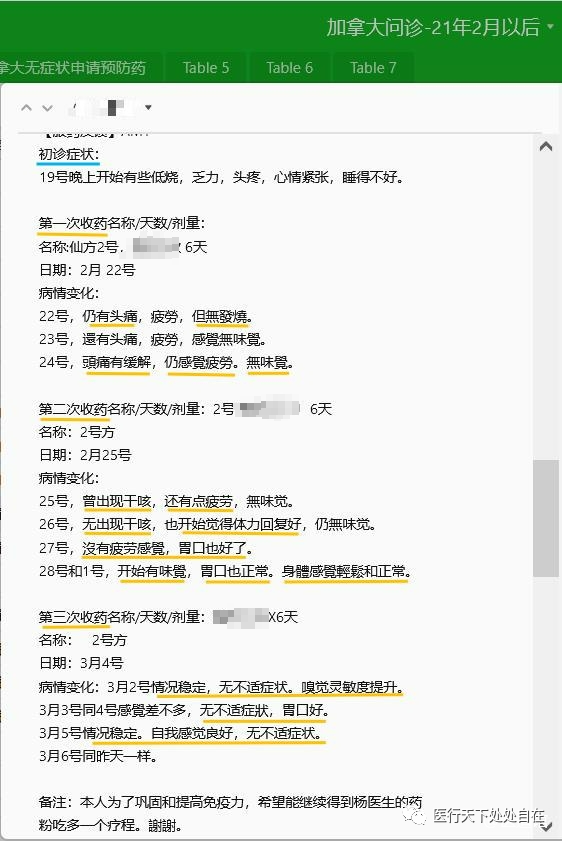 加拿大问诊-21年2月以后
拿大无症状申请预防药 Table 5 Table 6 Table 7
初诊症状：
19号晚上开始有些低烧，乏力，头疼，心情紧张，睡得不好。
第一次收药名称/天数/剂量：
名称:仙方2号， 6天
日期：2月 22号
病情变化：
22号，仍有头痛，疲勞，但無發燒。
23号，還有头痛，疲勞，感覺無味覺。
24号，頭痛有缓解，仍感覺疲勞。無味覺。
第二次收药名称/天数/剂量：2号 6天
名称：2号方
日期：2月25号
病情变化：
25号，曾出现干咳，还有点疲劳，無味觉。
26号，无出现干咳，也开始觉得体力回复好，仍無味觉。
27号，沒有疲劳感覺，胃口也好了。
28号和1号，开始有味覺，胃口也正常。身體感覺輕鬆和正常。
第三次收药名称/天数/剂量： X6天
名称： 2号方
日期：3月4号
病情变化：3月2号情况稳定，无不适症状。嗅觉灵敏度提升。
3月3号同4号感覺差不多，无不适症狀，胃口好。
3月5号情况稳定。自我感觉良好，无不适症状。
3月6号同昨天一样。
备注：本人为了巩固和提高免疫力，希望能继续得到杨医生的药
粉吃多一个疗程。謝謝。
医行天下处处自在